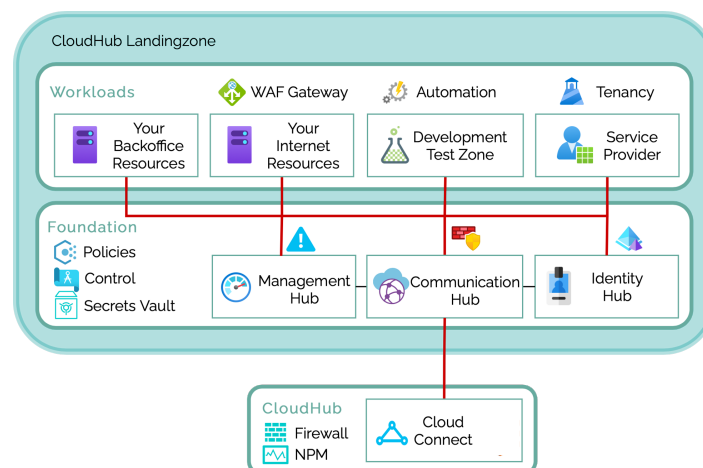 CloudHub Landingzone
Workloads
WAF Gateway
Automation
Tenancy
Your
Backoffice
Resources
Your
Internet
Resources
Development
Test Zone
Service
Provider
Foundation
Policies
Control
Secrets Vault
Management
Hub
Communication
Hub
Identity
Hub
CloudHub
Firewall
NPM
Cloud
Connect
-